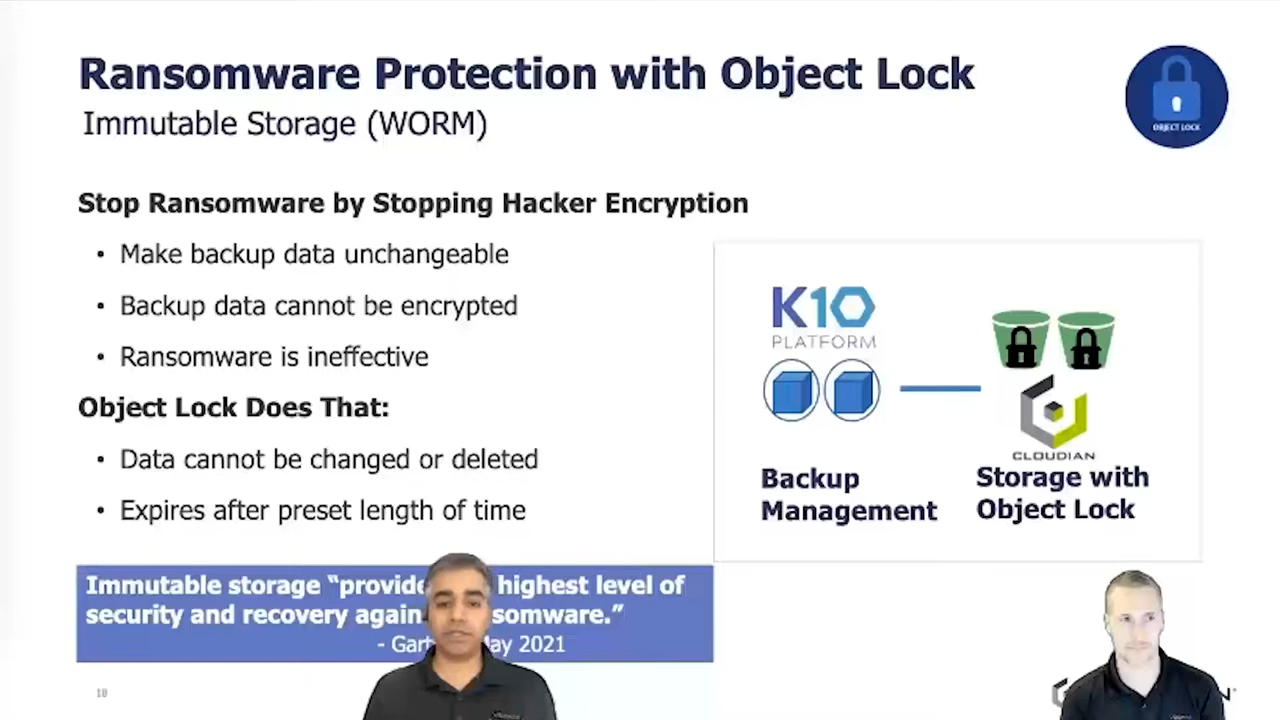 Ransomware Protection with Object Lock
Immutable Storage (WORM)
OBJECT LOCK
Stop Ransomware by Stopping Hacker Encryption
• Make backup data unchangeable
• Backup data cannot be encrypted
• Ransomware is ineffective
Object Lock Does That:
• Data cannot be changed or deleted
• Expires after preset length of time
K10
PLATFORM
CLOUDIAN
Backup
Management
Storage with
Object Lock
Immutable storage “provide highest level of
security and recovery again somware.”
- Gar ay 2021
10